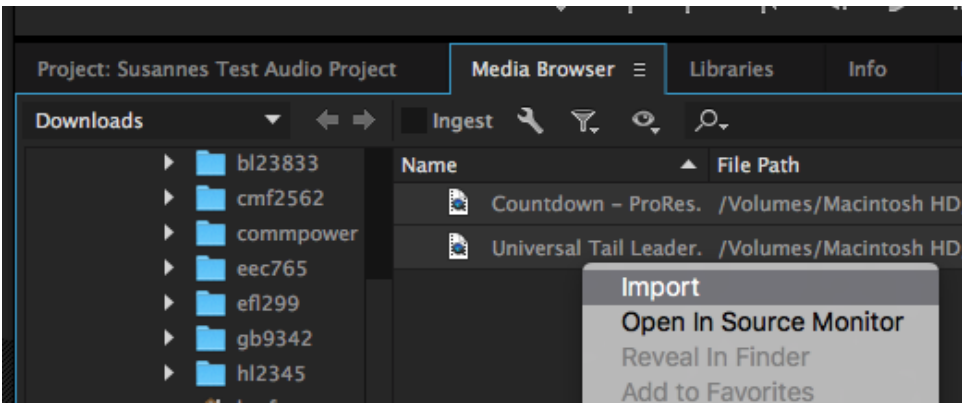 Project: Susannes Test Audio Project Media Browser Libraries Info
Downloads Ingest
bl23833 Name File Path
cmf2562 Countdown – ProRes. /Volumes/Macintosh HD
commpower Universal Tail Leader. /Volumes/Macintosh HD
eec765
efl299 Import
gb9342 Open In Source Monitor
hl2345 Reveal In Finder
Add to Favorites